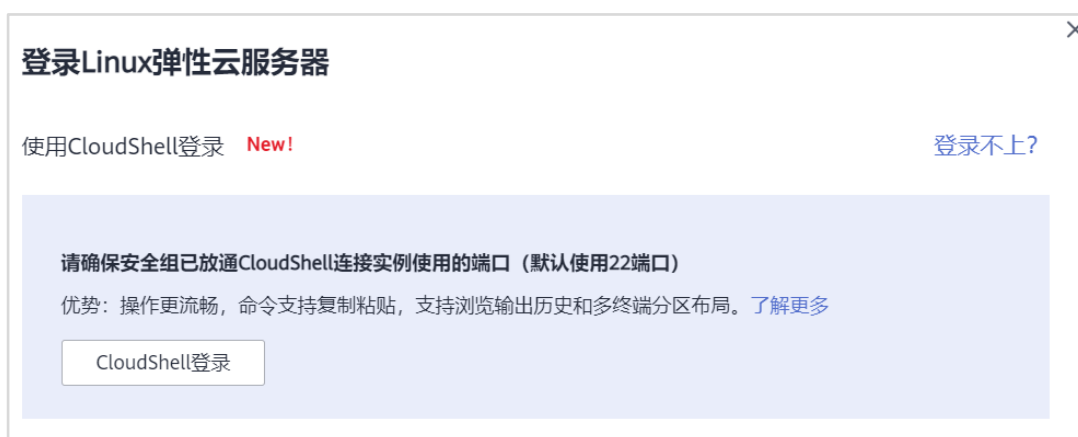 登录Linux弹性云服务器
使用CloudShell登录 New!
登录不上?
请确保安全组已放通CloudShell连接实例使用的端口（默认使用22端口）
优势：操作更流畅，命令支持复制粘贴，支持浏览输出历史和多终端分区布局。了解更多
CloudShell登录